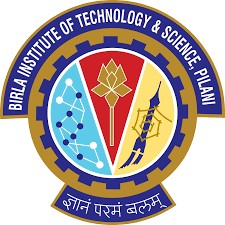 BIRLA INSTITUTE OF TECHNOLOGY & SCIENCE, PILANI
ज्ञानं परमं बलम्